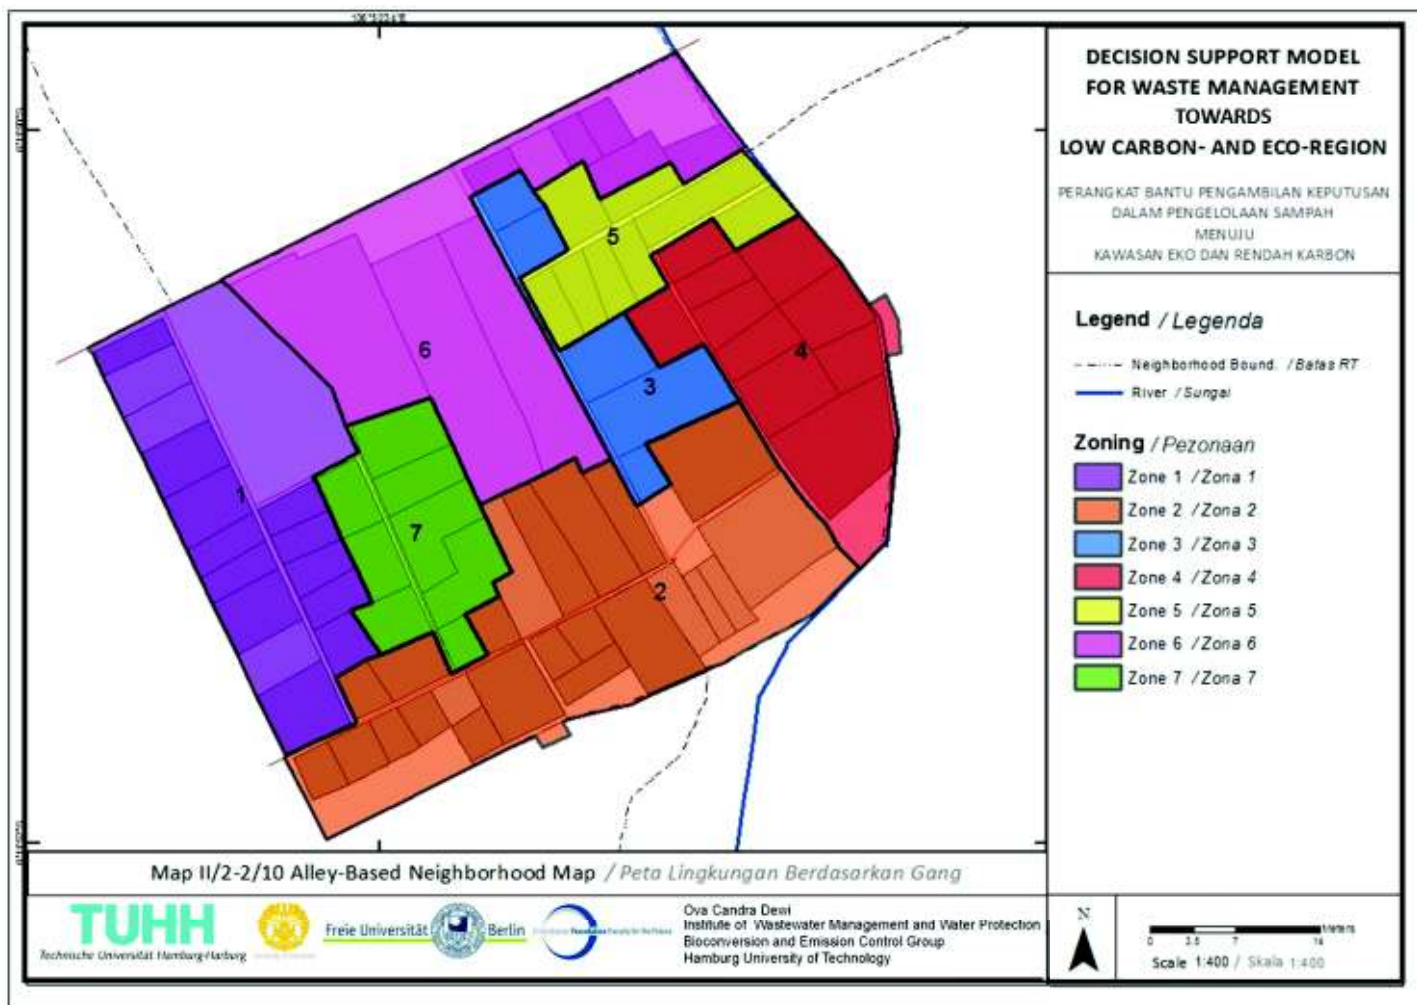 DECISION SUPPORT MODEL
FOR WASTE MANAGEMENT
TOWARDS
LOW CARBON- AND ECO-REGION
PERANGKAT BANTU PENGAMBILAN KEPUTUSAN
DALAM PENGELOLAAN SAMPAH
MENUJU
KAWASAN EKO DAN RENDAH KARBON
Legend / Legenda
Neighborhood Bound. / Batas RT
River / Sungai
Zoning / Pezonaan
Zone 1 / Zona 1
Zone 2 / Zona 2
Zone 3 / Zona 3
Zone 4 / Zona 4
Zone 5 / Zona 5
Zone 6 / Zona 6
Zone 7 / Zona 7
5
6
4
3
1
7
2
Map II/2-2/10 Alley-Based Neighborhood Map / Peta Lingkungan Berdasarkan Gang
TUHH
Technische Universität Hamburg-Harburg
Freie Universität Berlin
Ova Candra Dewi
Institute of Wastewater Management and Water Protection
Bioconversion and Emission Control Group
Hamburg University of Technology
N
0 3.5 7 14 Meters
Scale 1:400 / Skala 1:400